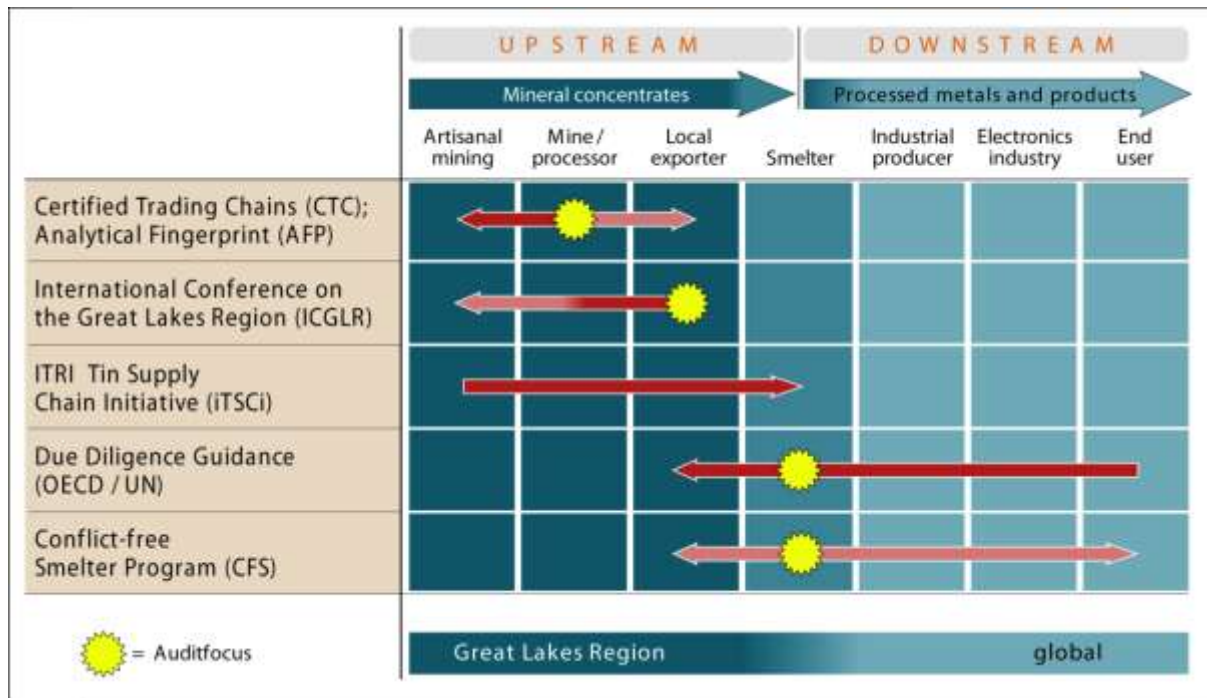 UPSTREAM
DOWNSTREAM
Mineral concentrates
Processed metals and products
Artisanal
mining
Mine/
processor
Local
exporter
Smelter
Industrial
producer
Electronics
industry
End
user
Certified Trading Chains (CTC);
Analytical Fingerprint (AFP)
International Conference on
the Great Lakes Region (ICGLR)
ITRI Tin Supply
Chain Initiative (iTSCi)
Due Diligence Guidance
(OECD / UN)
Conflict-free
Smelter Program (CFS)
= Auditfocus
Great Lakes Region
global